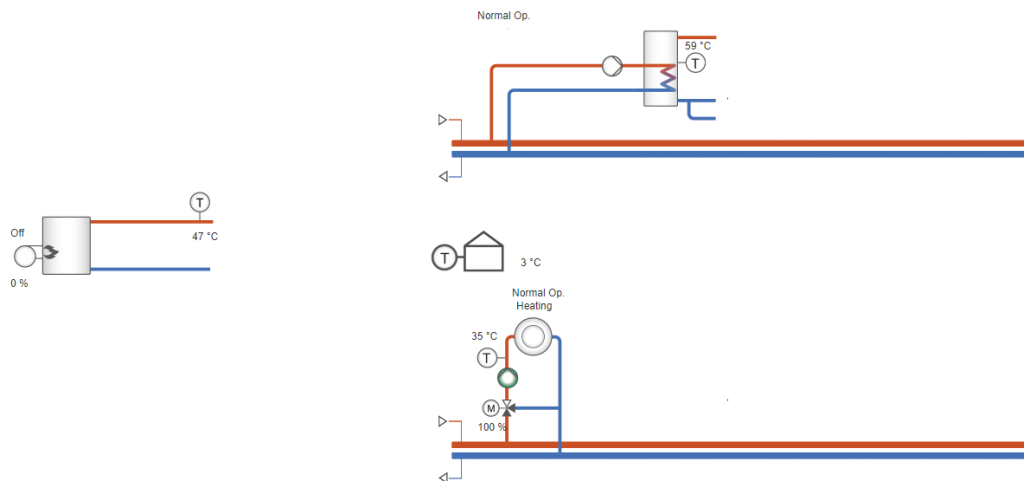 Normal Op.
59 °C
T
T
Off
47 °C
0 %
T
3 °C
Normal Op.
Heating
35 °C
T
M
100 %